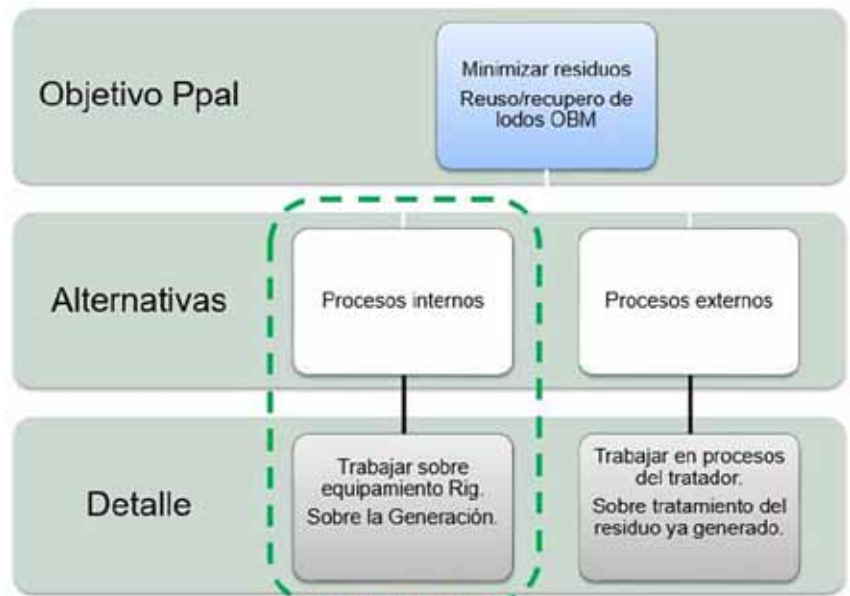 Objetivo Ppal
Minimizar residuos
Reuso/recupero de
lodos OBM
Alternativas
Procesos internos
Procesos externos
Detalle
Trabajar sobre
equipamiento Rig.
Sobre la Generación.
Trabajar en procesos
del tratador.
Sobre tratamiento del
residuo ya generado.